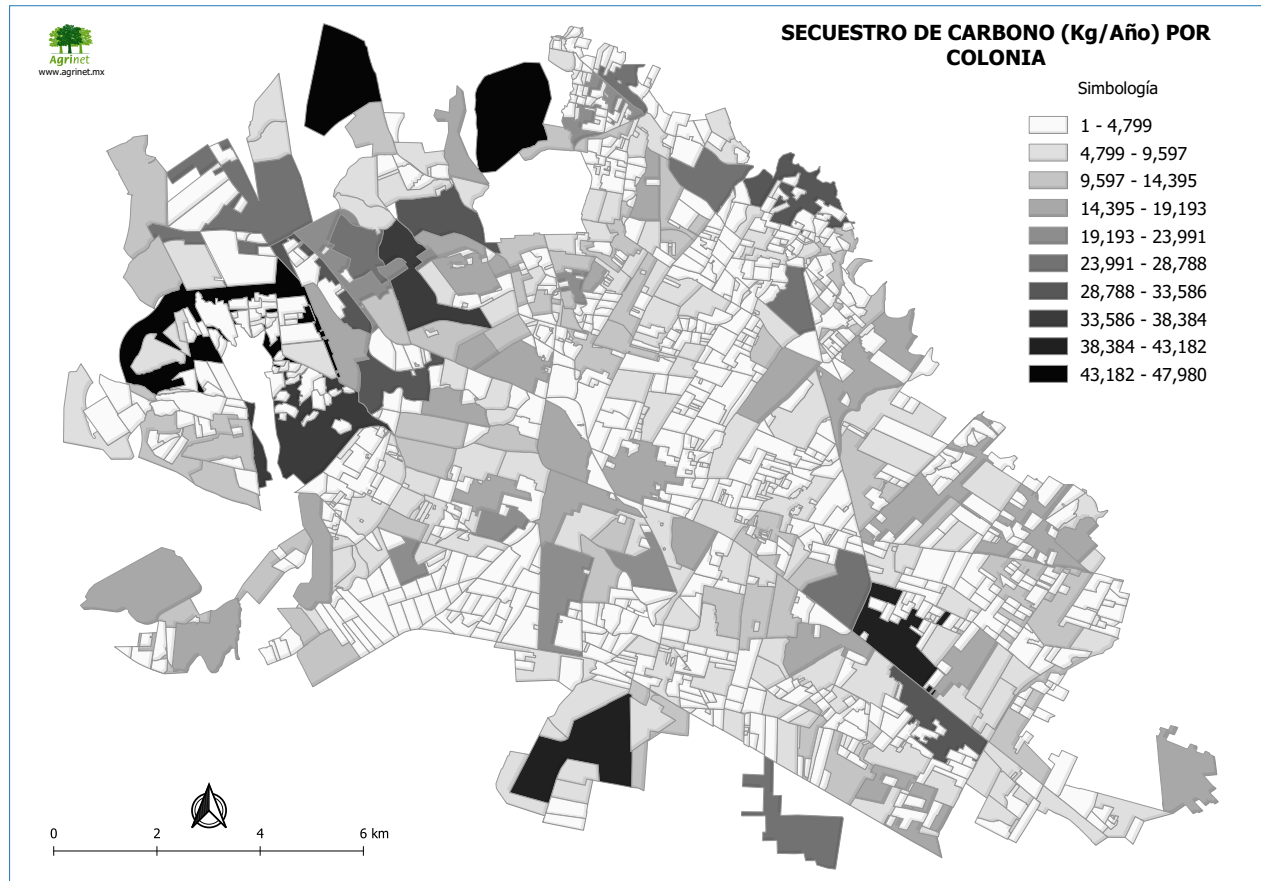 SECUESTRO DE CARBONO (Kg/Año) POR
COLONIA
Agrinet
www.agrinet.mx
Simbología
1 - 4,799
4,799 - 9,597
9,597 - 14,395
14,395 - 19,193
19,193 - 23,991
23,991 - 28,788
28,788 - 33,586
33,586 - 38,384
38,384 - 43,182
43,182 - 47,980
0 2 4 6 km